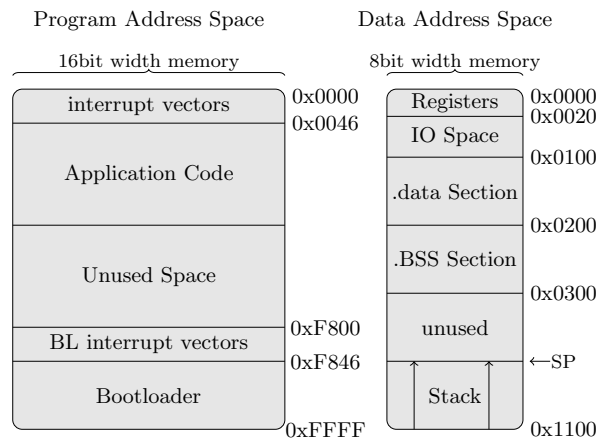 Program Address Space
16bit width memory
interrupt vectors
0x0000
0x0046
Application Code
Unused Space
0xF800
BL interrupt vectors
0xF846
Bootloader
0xFFFF
Data Address Space
8bit width memory
Registers
0x0000
0x0020
IO Space
0x0100
.data Section
0x0200
.BSS Section
0x0300
unused
←SP
Stack
0x1100